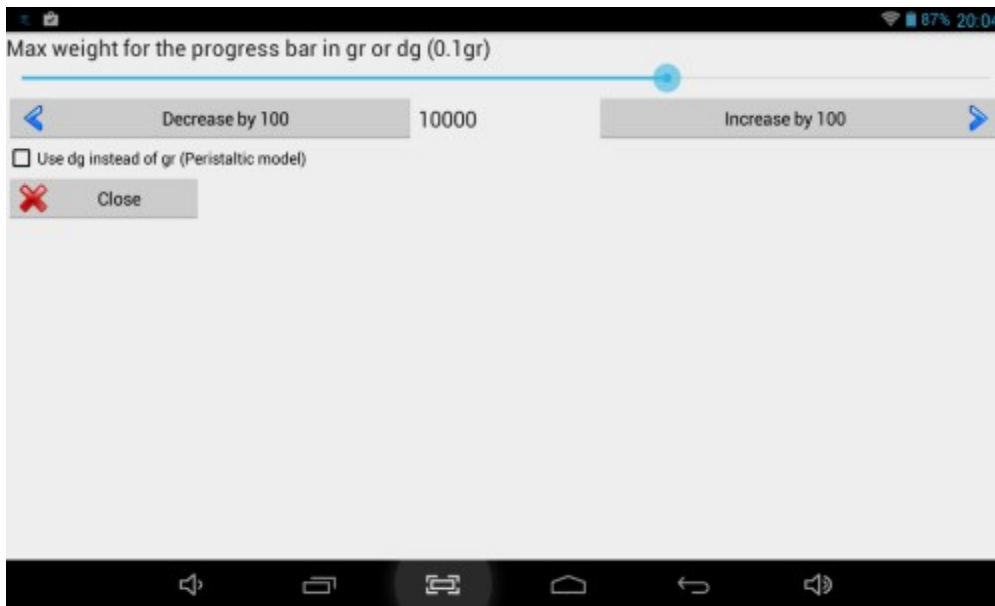 87% 20:04
Max weight for the progress bar in gr or dg (0.1gr)
Decrease by 100 10000 Increase by 100
Use dg instead of gr (Peristaltic model)
Close